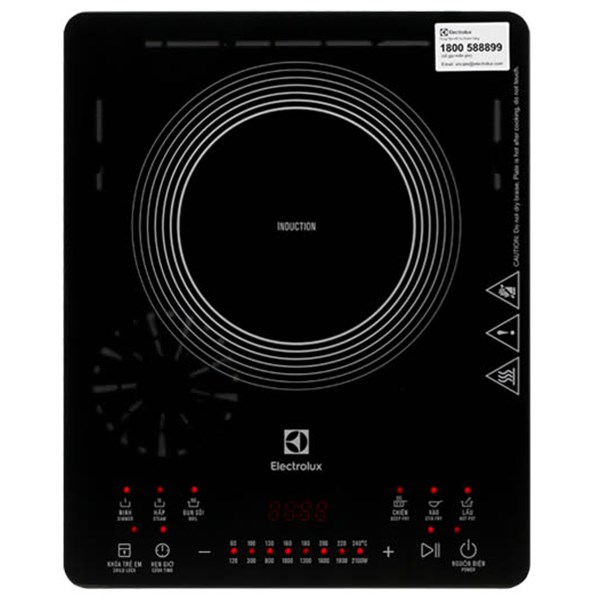 Electrolux
1800 588899
INDUCTION
CAUTION: Do not dry braise. Plate is hot after cooking, do not touch.
Electrolux
NINH HẤP ĐUN SÔI CHIÊN XÀO LẨU
SIMMER STEAM BOIL DEEP FRY STIR FRY HOT POT
60 100 130 160 180 200 220 240°C
KHÓA TRẺ EM HẸN GIỜ 120 300 800 1300 1600 1800 2100W NGUỒN ĐIỆN
CHILD LOCK COOK TIME POWER